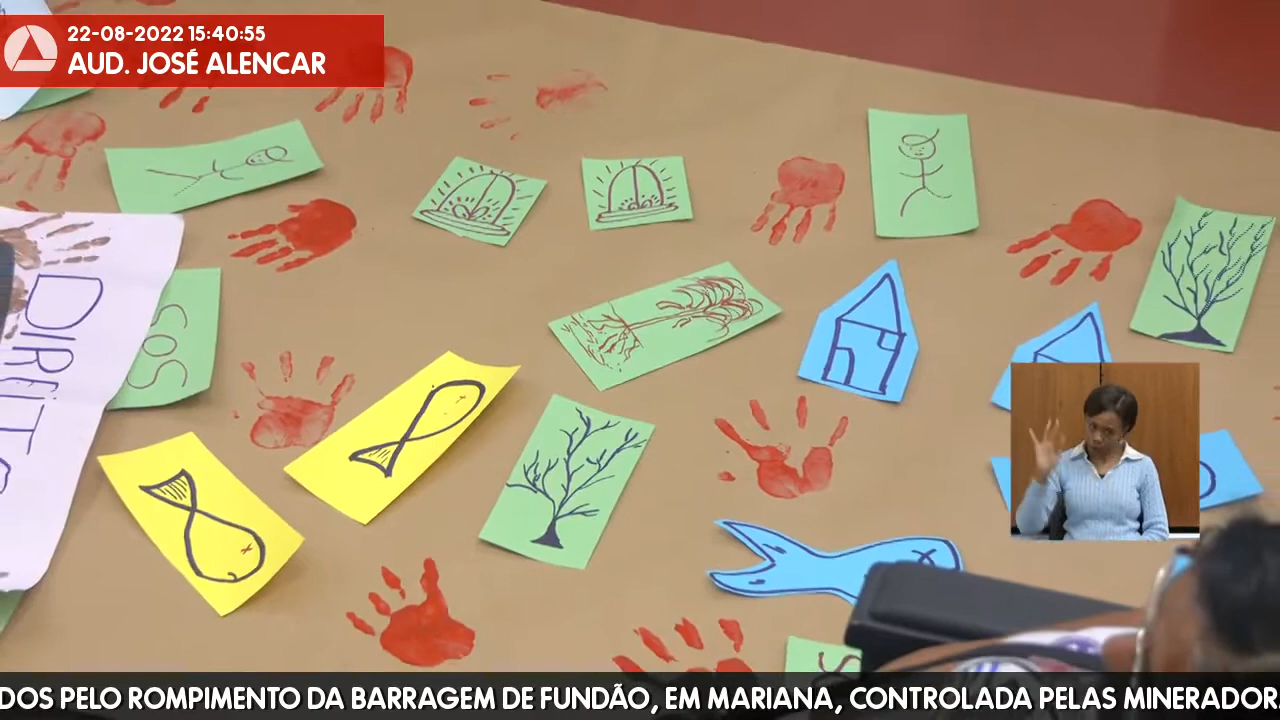 22-08-2022 15:40:55
AUD. JOSÉ ALENCAR
DIREITO
SOS
DOS PELO ROMPIMENTO DA BARRAGEM DE FUNDÃO, EM MARIANA, CONTROLADA PELAS MINERADOR